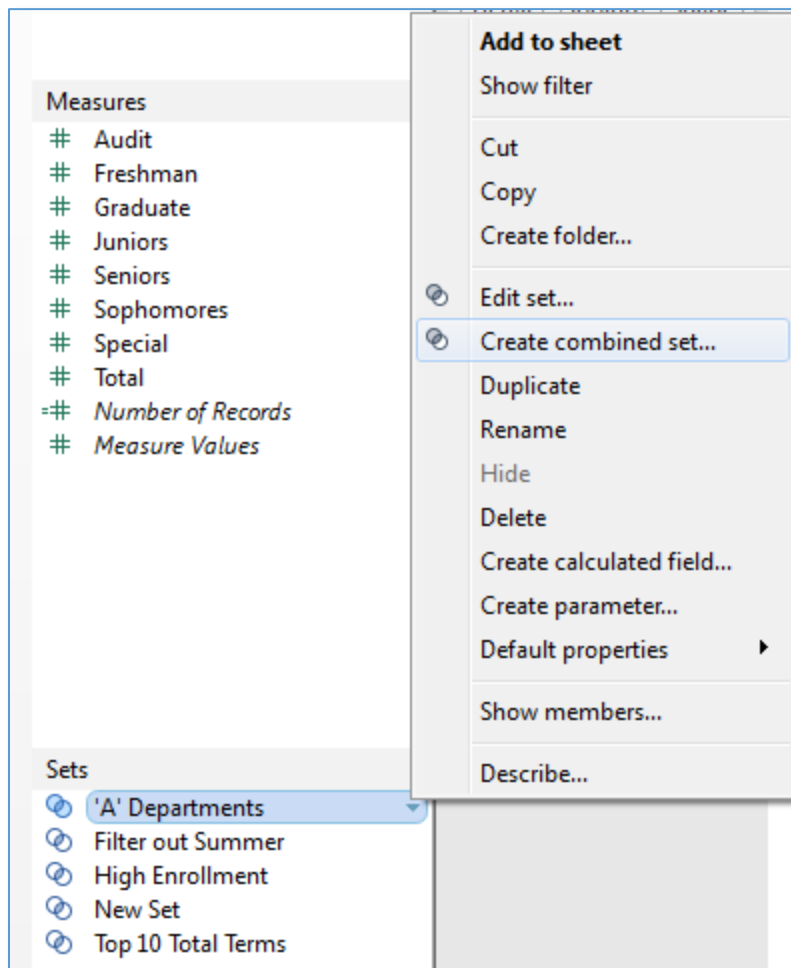 Measures
Audit
Freshman
Graduate
Juniors
Seniors
Sophomores
Special
Total
Number of Records
Measure Values
Sets
'A' Departments
Filter out Summer
High Enrollment
New Set
Top 10 Total Terms
Add to sheet
Show filter
Cut
Copy
Create folder...
Edit set...
Create combined set...
Duplicate
Rename
Hide
Delete
Create calculated field...
Create parameter...
Default properties
Show members...
Describe...